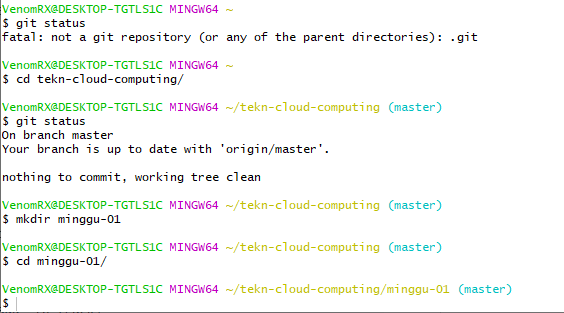 VenomRX@DESKTOP-TGTLS1C MINGW64 ~
$ git status
fatal: not a git repository (or any of the parent directories): .git
VenomRX@DESKTOP-TGTLS1C MINGW64 ~
$ cd tekn-cloud-computing/
VenomRX@DESKTOP-TGTLS1C MINGW64 ~/tekn-cloud-computing (master)
$ git status
On branch master
Your branch is up to date with 'origin/master'.
nothing to commit, working tree clean
VenomRX@DESKTOP-TGTLS1C MINGW64 ~/tekn-cloud-computing (master)
$ mkdir minggu-01
VenomRX@DESKTOP-TGTLS1C MINGW64 ~/tekn-cloud-computing (master)
$ cd minggu-01/
VenomRX@DESKTOP-TGTLS1C MINGW64 ~/tekn-cloud-computing/minggu-01 (master)
$